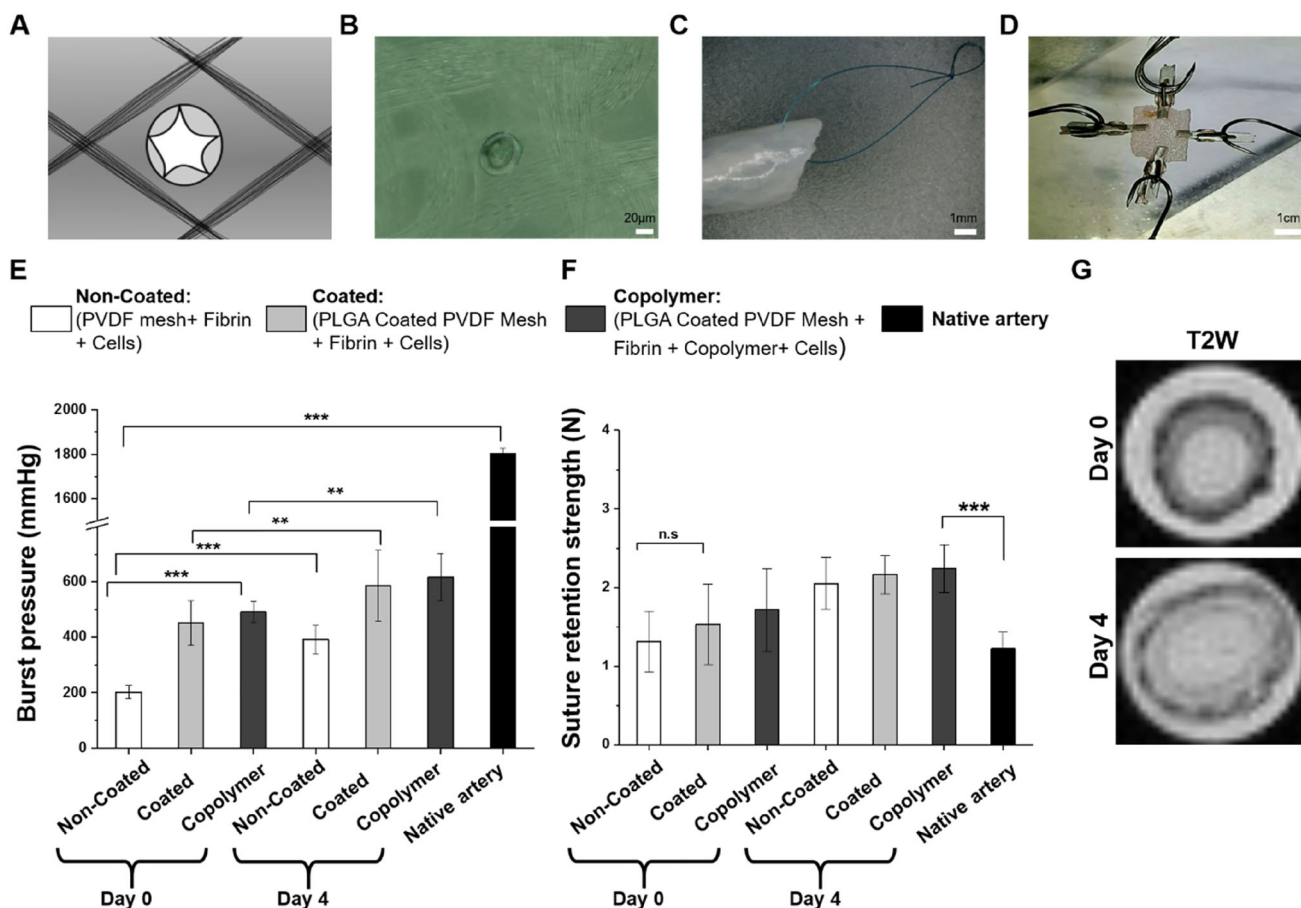 A
B
C
D
20μm
1mm
1cm
E
F
G
Non-Coated:
(PVDF mesh+ Fibrin
+ Cells)
Coated:
(PLGA Coated PVDF Mesh
+ Fibrin + Cells)
Copolymer:
(PLGA Coated PVDF Mesh +
Fibrin + Copolymer+ Cells)
Native artery
Burst pressure (mmHg)
2000
1800
1600
600
400
200
0
***
**
**
***
***
Non-Coated
Coated
Copolymer
Non-Coated
Coated
Copolymer
Native artery
Day 0
Day 4
Suture retention strength (N)
4
3
2
1
0
n.s
***
Non-Coated
Coated
Copolymer
Non-Coated
Coated
Copolymer
Native artery
Day 0
Day 4
T2W
Day 0
Day 4